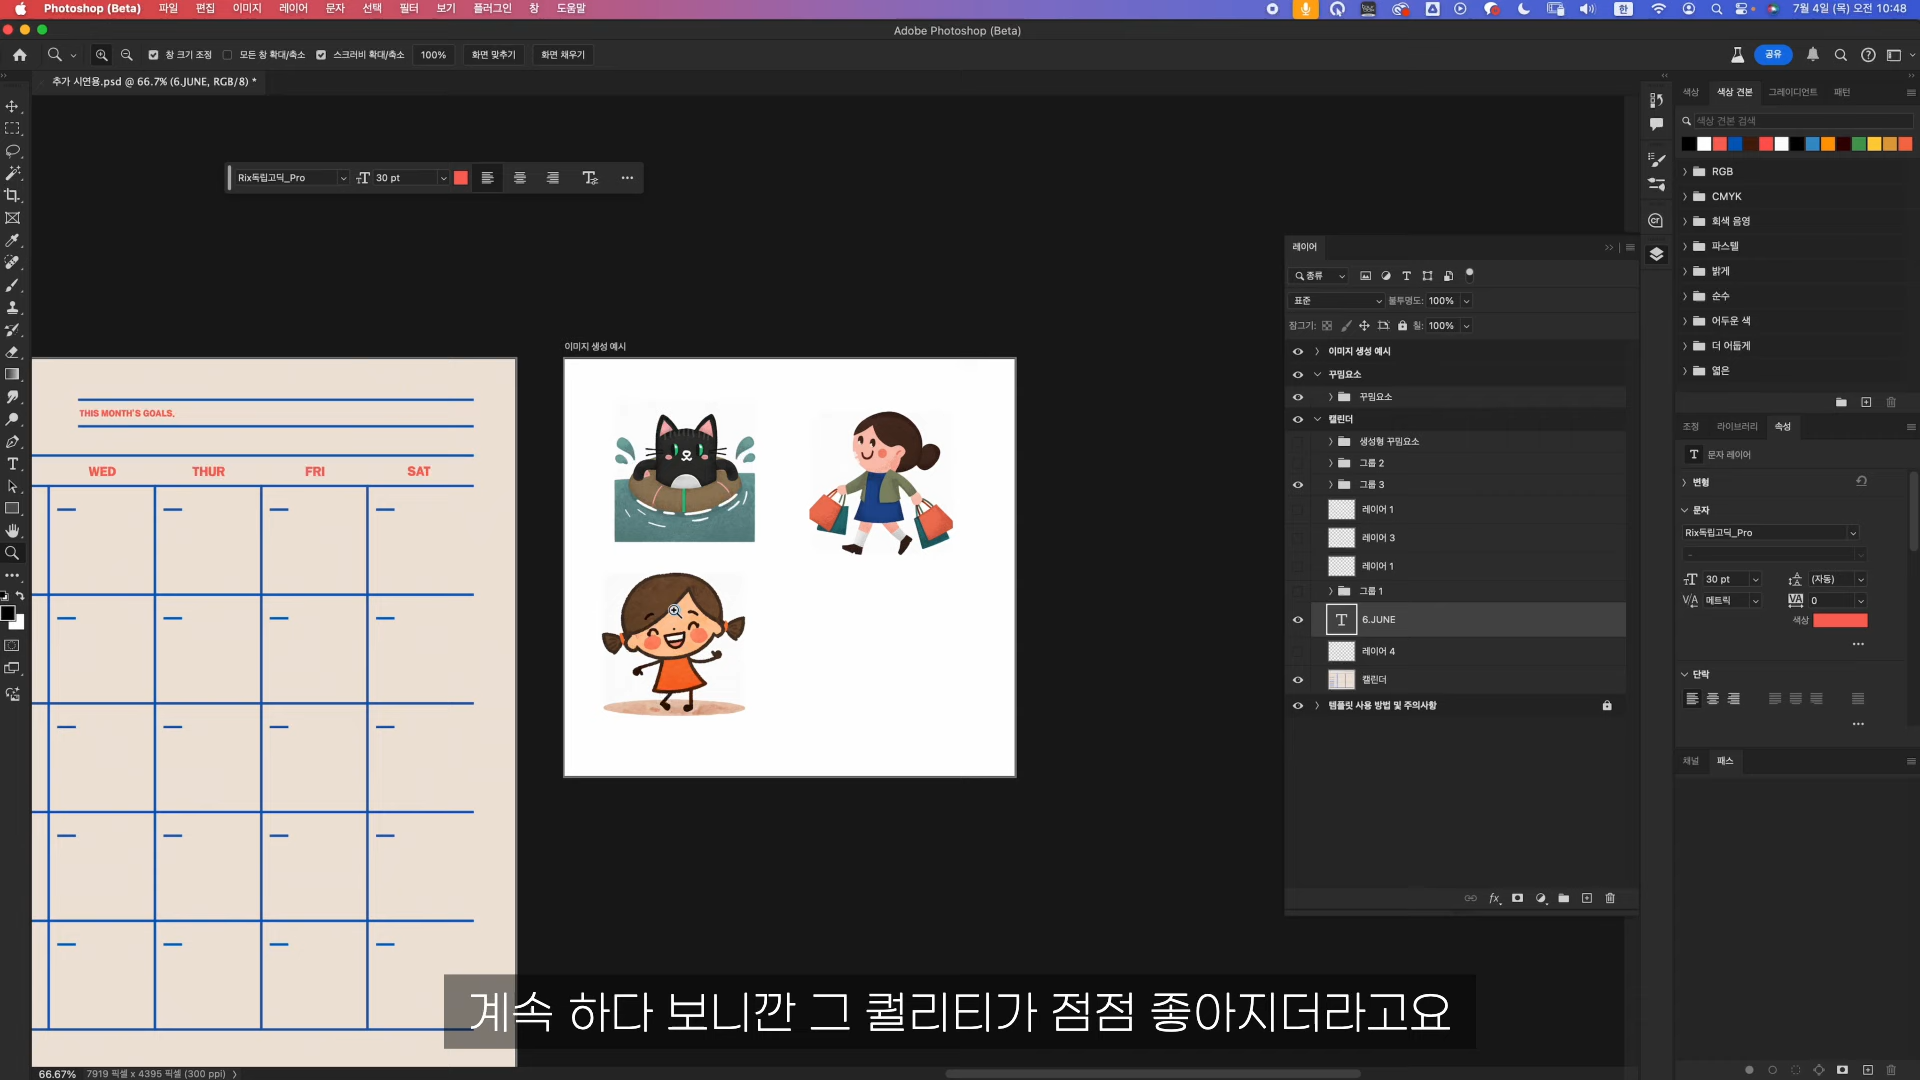 Photoshop (Beta) 파일 편집 이미지 레이어 문자 선택 필터 보기 플러그인 창 도움말
한 7월 4일 (목) 오전 10:48
Adobe Photoshop (Beta)
창 크기 조정 모든 창 확대/축소 스크러비 확대/축소 100% 화면 맞추기 화면 채우기
공유
추가 시연용.psd @ 66.7% (6.JUNE, RGB/8) *
Rix독립고딕_Pro 30 pt
이미지 생성 예시
THIS MONTH'S GOALS.
WED THUR FRI SAT
레이어
종류
표준 불투명도: 100%
잠그기: 칠: 100%
이미지 생성 예시
꾸밈요소
꾸밈요소
캘린더
생성형 꾸밈요소
그룹 2
그룹 3
레이어 1
레이어 3
레이어 1
그룹 1
T 6.JUNE
레이어 4
캘린더
템플릿 사용 방법 및 주의사항
fx
색상 색상 견본 그레이디언트 패턴
색상 견본 검색
RGB
CMYK
회색 음영
파스텔
밝게
순수
어두운 색
더 어둡게
옅은
조정 라이브러리 속성
T 문자 레이어
변형
문자
Rix독립고딕_Pro
-
30 pt (자동)
메트릭 0
색상
단락
채널 패스
계속 하다 보니깐 그 퀄리티가 점점 좋아지더라고요
66.67% 7919 픽셀 x 4395 픽셀 (300 ppi)